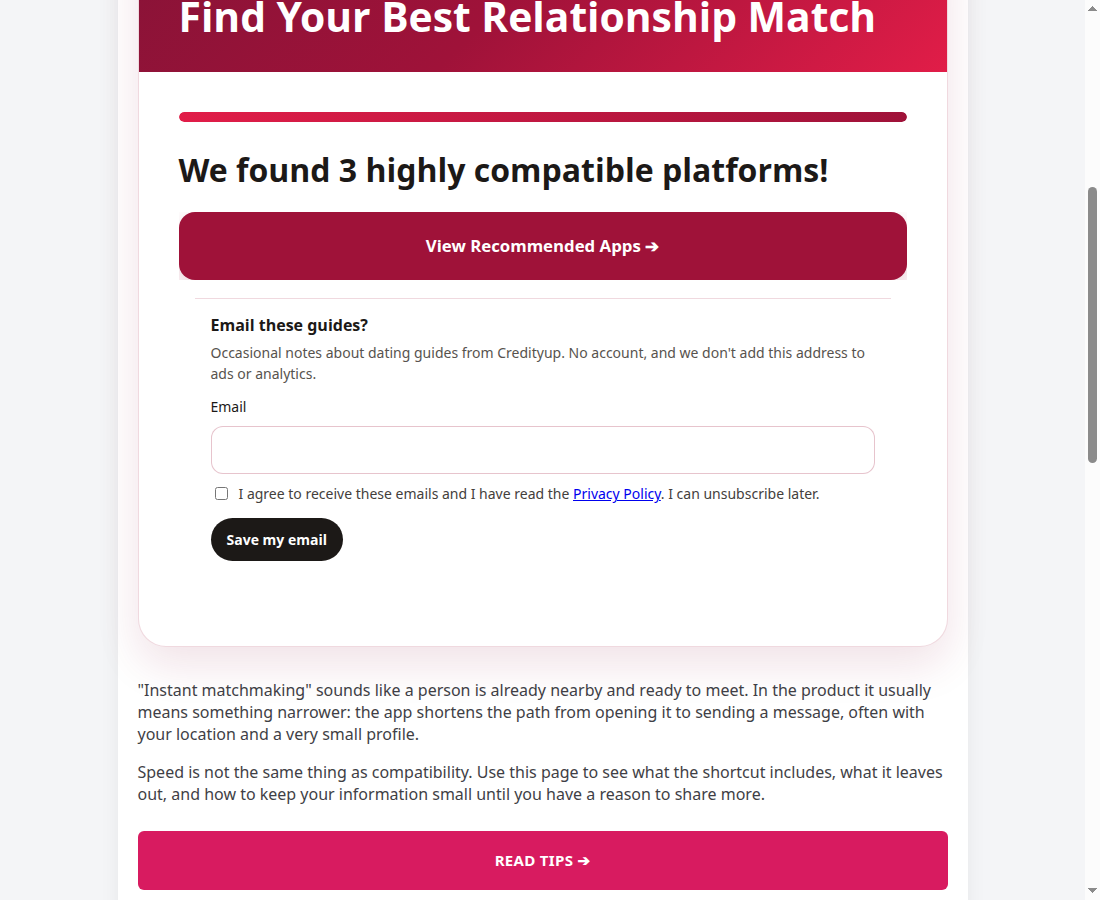 Find Your Best Relationship Match
We found 3 highly compatible platforms!
View Recommended Apps ➔
Email these guides?
Occasional notes about dating guides from Credityup. No account, and we don't add this address to
ads or analytics.
Email
I agree to receive these emails and I have read the Privacy Policy. I can unsubscribe later.
Save my email
"Instant matchmaking" sounds like a person is already nearby and ready to meet. In the product it usually
means something narrower: the app shortens the path from opening it to sending a message, often with
your location and a very small profile.
Speed is not the same thing as compatibility. Use this page to see what the shortcut includes, what it leaves
out, and how to keep your information small until you have a reason to share more.
READ TIPS ➔